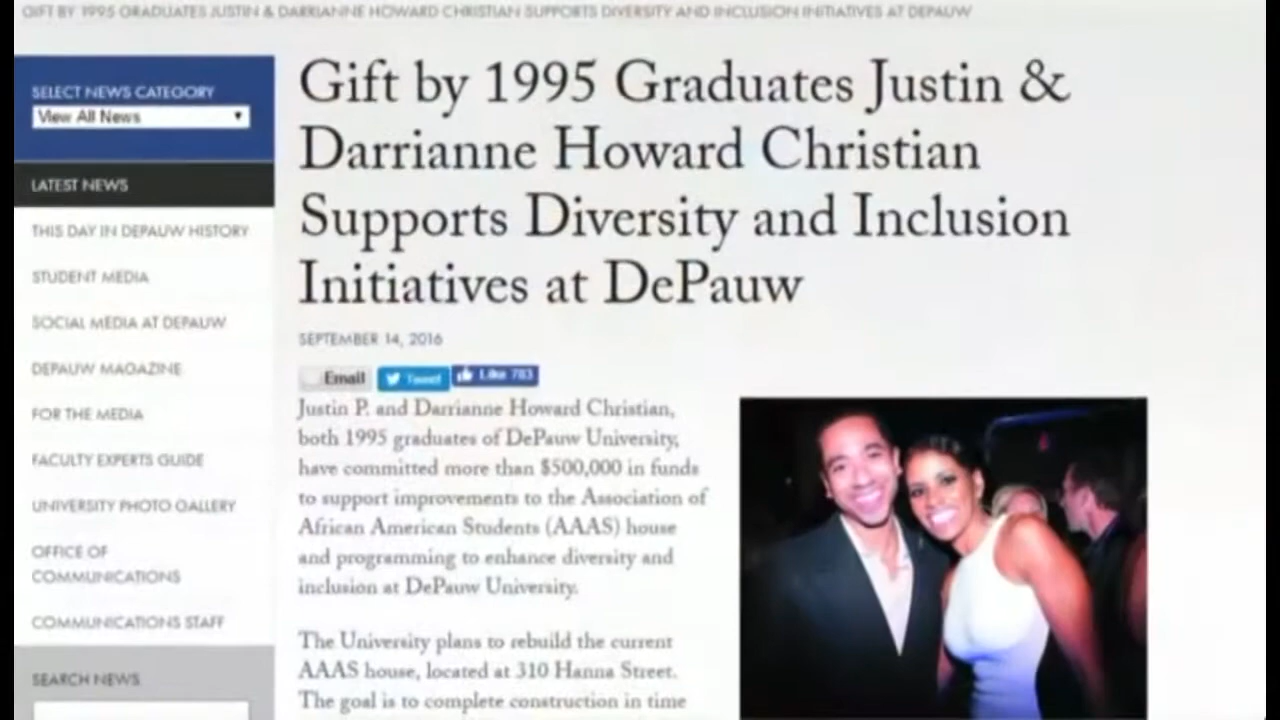 GIFT BY 1995 GRADUATES JUSTIN & DARRIANNE HOWARD CHRISTIAN SUPPORTS DIVERSITY AND INCLUSION INITIATIVES AT DEPAUW
SELECT NEWS CATEGORY
View All News
LATEST NEWS
THIS DAY IN DEPAUW HISTORY
STUDENT MEDIA
SOCIAL MEDIA AT DEPAUW
DEPAUW MAGAZINE
FOR THE MEDIA
FACULTY EXPERTS GUIDE
UNIVERSITY PHOTO GALLERY
OFFICE OF
COMMUNICATIONS
COMMUNICATIONS STAFF
SEARCH NEWS
Gift by 1995 Graduates Justin &
Darrianne Howard Christian
Supports Diversity and Inclusion
Initiatives at DePauw
SEPTEMBER 14, 2016
Email Tweet Like 783
Justin P. and Darrianne Howard Christian,
both 1995 graduates of DePauw University,
have committed more than $500,000 in funds
to support improvements to the Association of
African American Students (AAAS) house
and programming to enhance diversity and
inclusion at DePauw University.
The University plans to rebuild the current
AAAS house, located at 310 Hanna Street.
The goal is to complete construction in time